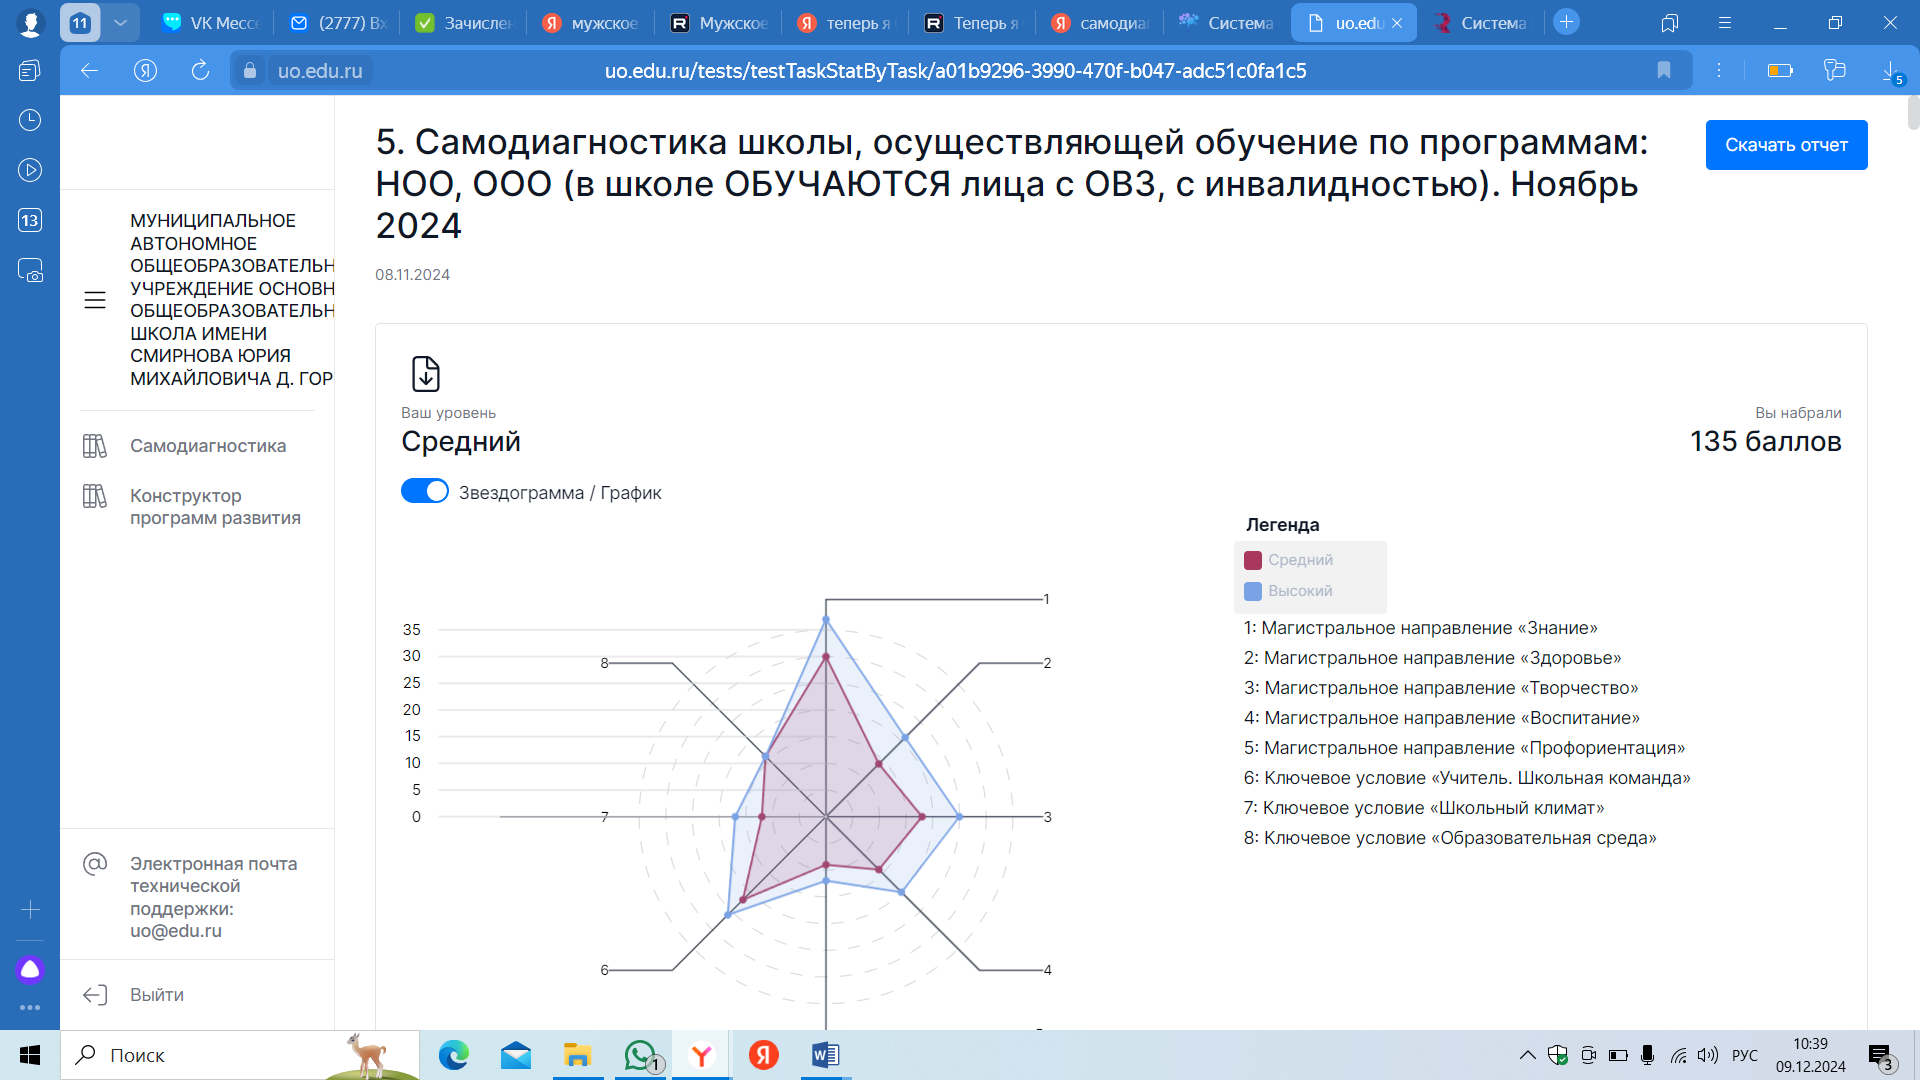 11
VK Мессе
(2777) Вх
Зачислен
мужское
Мужское
теперь я
Теперь я
самодиаг
Система
uo.edu
Система
uo.edu.ru
uo.edu.ru/tests/testTaskStatByTask/a01b9296-3990-470f-b047-adc51c0fa1c5
5
13
МУНИЦИПАЛЬНОЕ
АВТОНОМНОЕ
ОБЩЕОБРАЗОВАТЕЛЬН
УЧРЕЖДЕНИЕ ОСНОВН
ОБЩЕОБРАЗОВАТЕЛЬН
ШКОЛА ИМЕНИ
СМИРНОВА ЮРИЯ
МИХАЙЛОВИЧА Д. ГОР
Самодиагностика
Конструктор
программ развития
Электронная почта
технической
поддержки:
uo@edu.ru
Выйти
5. Самодиагностика школы, осуществляющей обучение по программам:
НОО, ООО (в школе ОБУЧАЮТСЯ лица с ОВЗ, с инвалидностью). Ноябрь
2024
Скачать отчет
08.11.2024
Ваш уровень
Средний
Вы набрали
135 баллов
Звездограмма / График
35
30
25
20
15
10
5
0
1
2
3
4
6
7
8
Легенда
Средний
Высокий
1: Магистральное направление «Знание»
2: Магистральное направление «Здоровье»
3: Магистральное направление «Творчество»
4: Магистральное направление «Воспитание»
5: Магистральное направление «Профориентация»
6: Ключевое условие «Учитель. Школьная команда»
7: Ключевое условие «Школьный климат»
8: Ключевое условие «Образовательная среда»
Поиск
1
РУС
10:39
09.12.2024
3